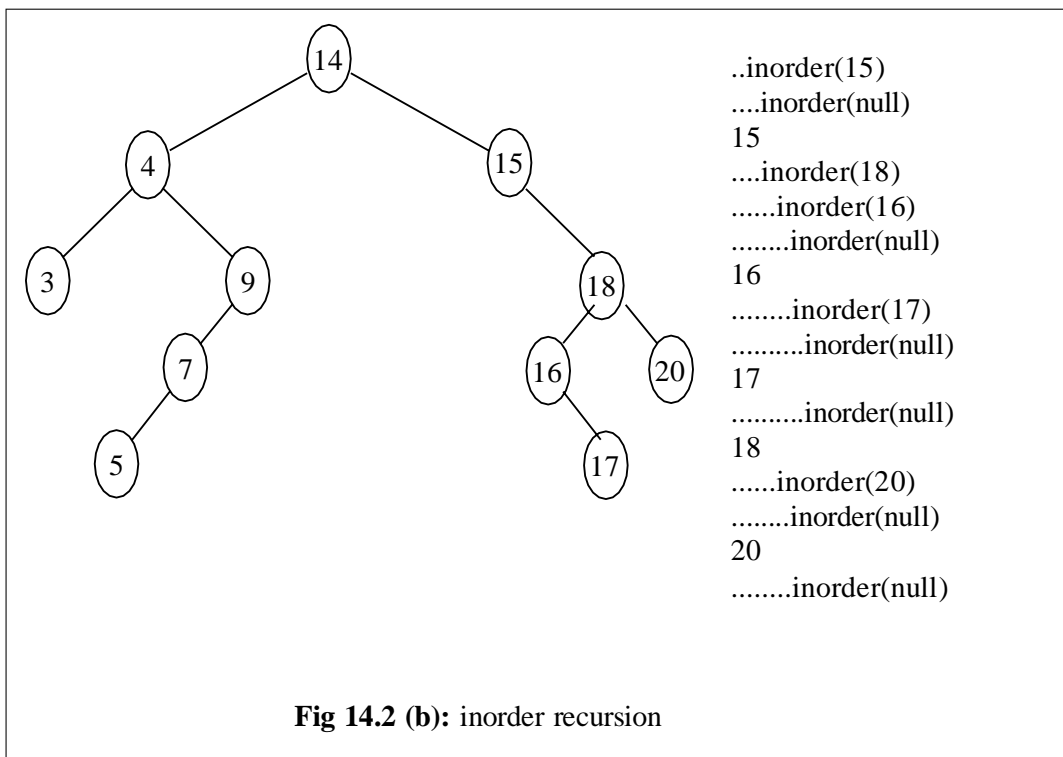 14
4
15
3
9
18
7
16
20
5
17
..inorder(15)
....inorder(null)
15
....inorder(18)
......inorder(16)
........inorder(null)
16
........inorder(17)
..........inorder(null)
17
..........inorder(null)
18
......inorder(20)
........inorder(null)
20
........inorder(null)
Fig 14.2 (b): inorder recursion